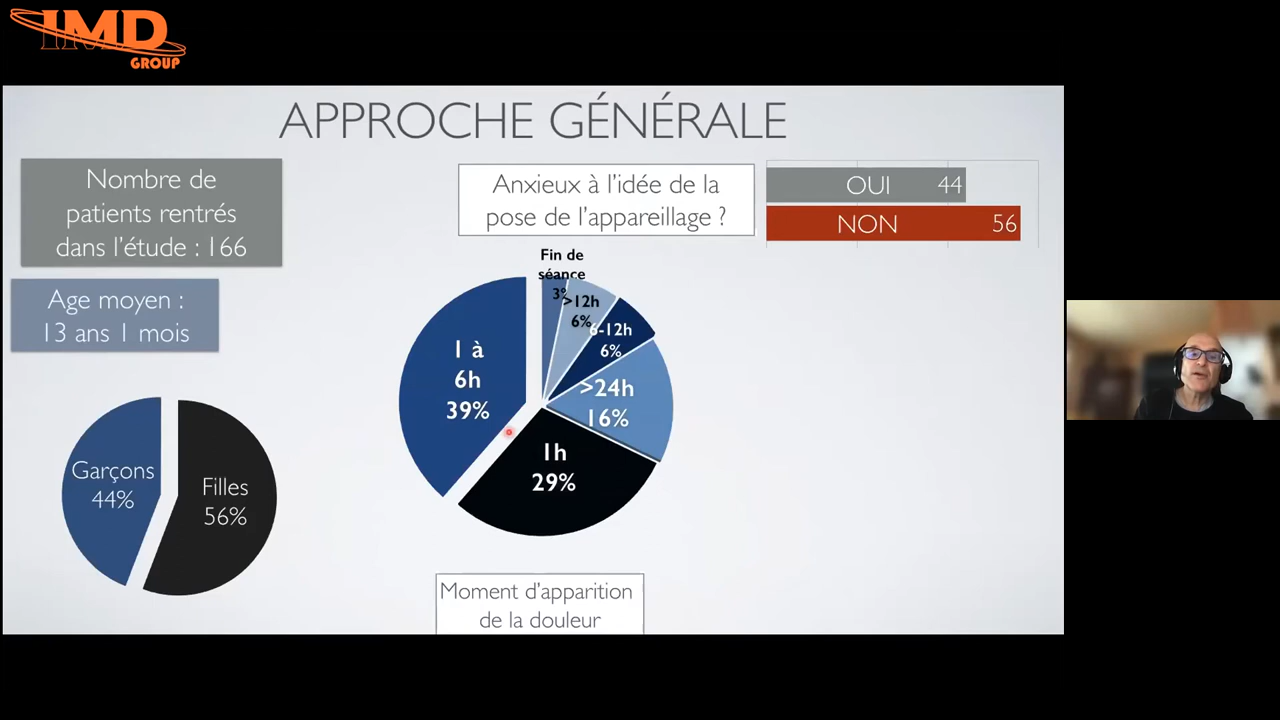 IMD
GROUP
APPROCHE GÉNÉRALE
Nombre de
patients rentrés
dans l'étude : 166
Anxieux à l'idée de la
pose de l'appareillage ?
OUI 44
NON 56
Age moyen :
13 ans 1 mois
Garçons
44%
Filles
56%
Fin de
séance
3%
>12h
6%
6-12h
6%
>24h
16%
1h
29%
1 à
6h
39%
Moment d'apparition
de la douleur